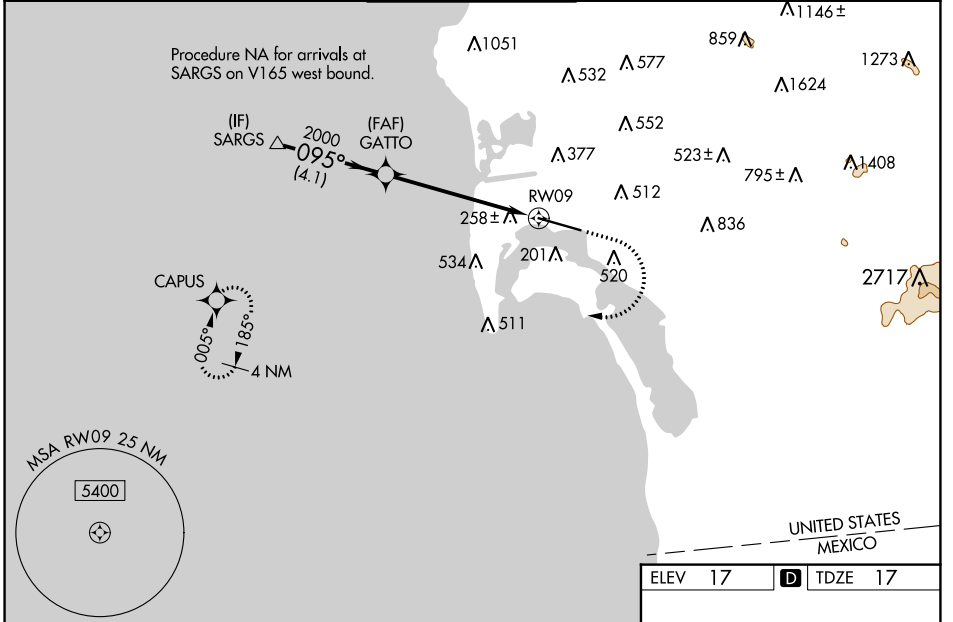 1146±
1051
859
577
1273
Procedure NA for arrivals at
SARGS on V165 west bound.
532
1624
(IF)
SARGS
2000
095°
(4.1)
(FAF)
GATTO
552
377
523±
795±
1408
RW09
512
258±
836
534
201
520
2717
CAPUS
005°
185°
4 NM
511
MSA RW09 25 NM
5400
UNITED STATES
MEXICO
ELEV 17 D TDZE 17